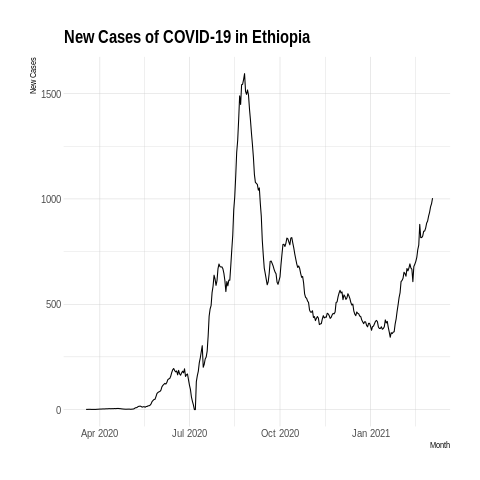 New Cases of COVID-19 in Ethiopia
New Cases
1500
1000
500
0
Apr 2020 Jul 2020 Oct 2020 Jan 2021
Month